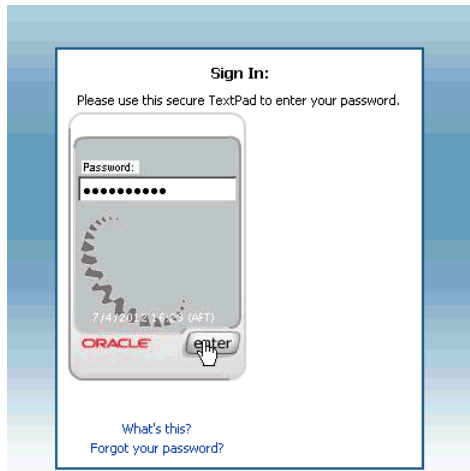 Sign In:
Please use this secure TextPad to enter your password.
Password:
••••••••••
7/4/2012 16:29 (AFT)
ORACLE
enter
What's this?
Forgot your password?